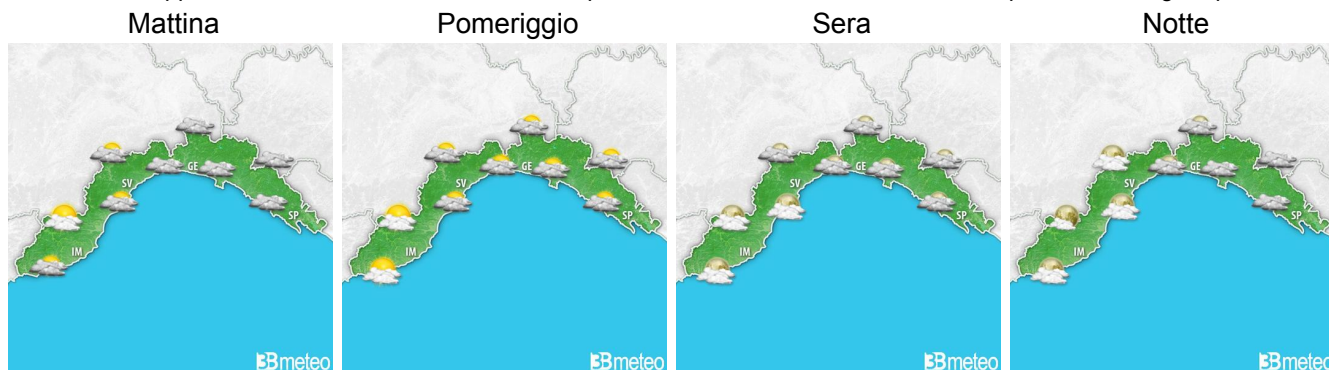 Mattina
Pomeriggio
Sera
Notte
GE
SV
SP
IM
3Bmeteo
GE
SV
SP
IM
3Bmeteo
GE
SV
SP
IM
3Bmeteo
GE
SV
SP
IM
3Bmeteo